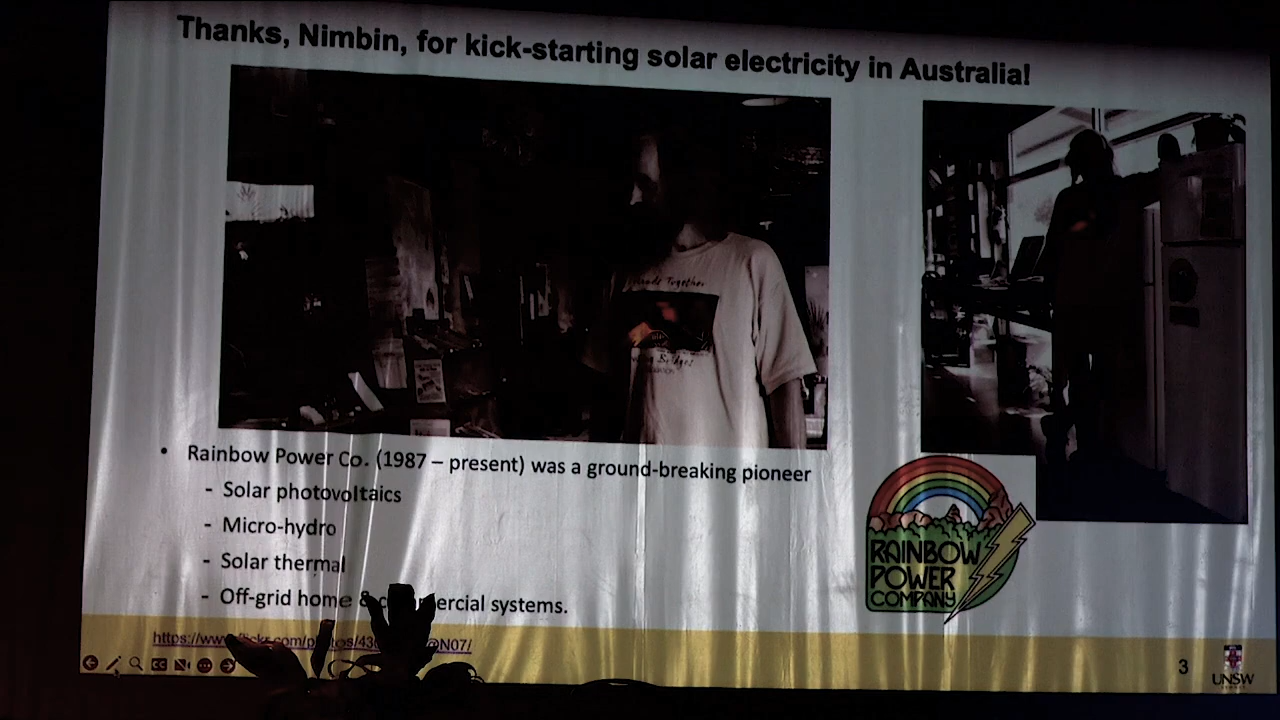 Thanks, Nimbin, for kick-starting solar electricity in Australia!
Together
• Rainbow Power Co. (1987 – present) was a ground-breaking pioneer
- Solar photovoltaics
- Micro-hydro
- Solar thermal
- Off-grid home & commercial systems.
RAINBOW
POWER
COMPANY
3
UNSW